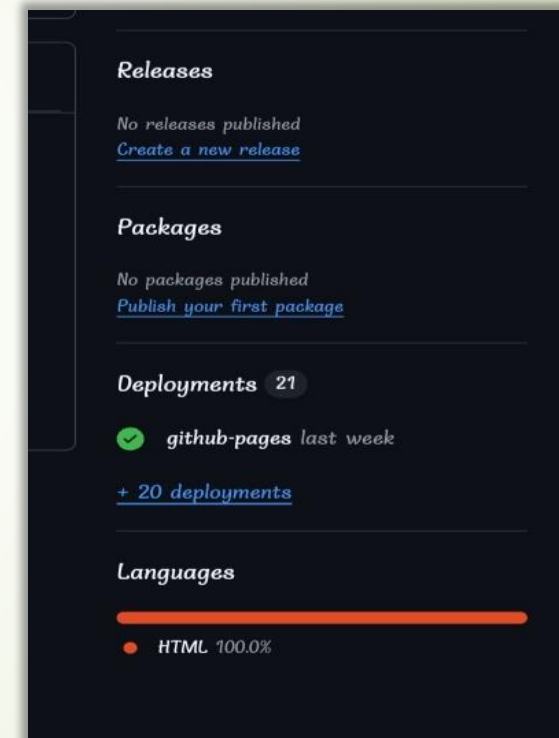 Releases
No releases published
Create a new release
Packages
No packages published
Publish your first package
Deployments 21
github-pages last week
+ 20 deployments
Languages
HTML 100.0%